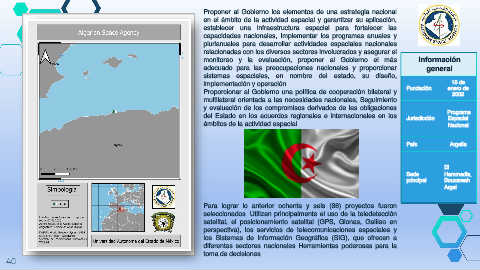 Algerian Space Agency
Simbología
Universidad Autonoma del Estado de México
40
Proponer al Gobierno los elementos de una estrategia nacional
en el ámbito de la actividad espacial y garantizar su aplicación,
establecer una infraestructura espacial para fortalecer las
capacidades nacionales, Implementar los programas anuales y
plurianuales para desarrollar actividades espaciales nacionales
relacionadas con los diversos sectores involucrados y asegurar el
monitoreo y la evaluación, proponer al Gobierno el más
adecuado para las preocupaciones nacionales y proporcionar
sistemas espaciales, en nombre del estado, su diseño,
implementación y operación
Proporcionar al Gobierno una política de cooperación bilateral y
multilateral orientada a las necesidades nacionales, Seguimiento
y evaluación de los compromisos derivados de las obligaciones
del Estado en los acuerdos regionales e internacionales en los
ámbitos de la actividad espacial
Para lograr lo anterior ochenta y seis (86) proyectos fueron
seleccionados Utilizan principalmente el uso de la teledetección
satelital, el posicionamiento satelital (GPS, Glonas, Galileo en
perspectiva), los servicios de telecomunicaciones espaciales y
los Sistemas de Información Geográfica (SIG), que ofrecen a
diferentes sectores nacionales Herramientas poderosas para la
toma de decisiones
Información
general
Fundación
16 de
enero de
2002
Jurisdicción
Programa
Espacial
Nacional
País
Argelia
Sede
principal
El
Hammadia,
Bouzareah
Argel